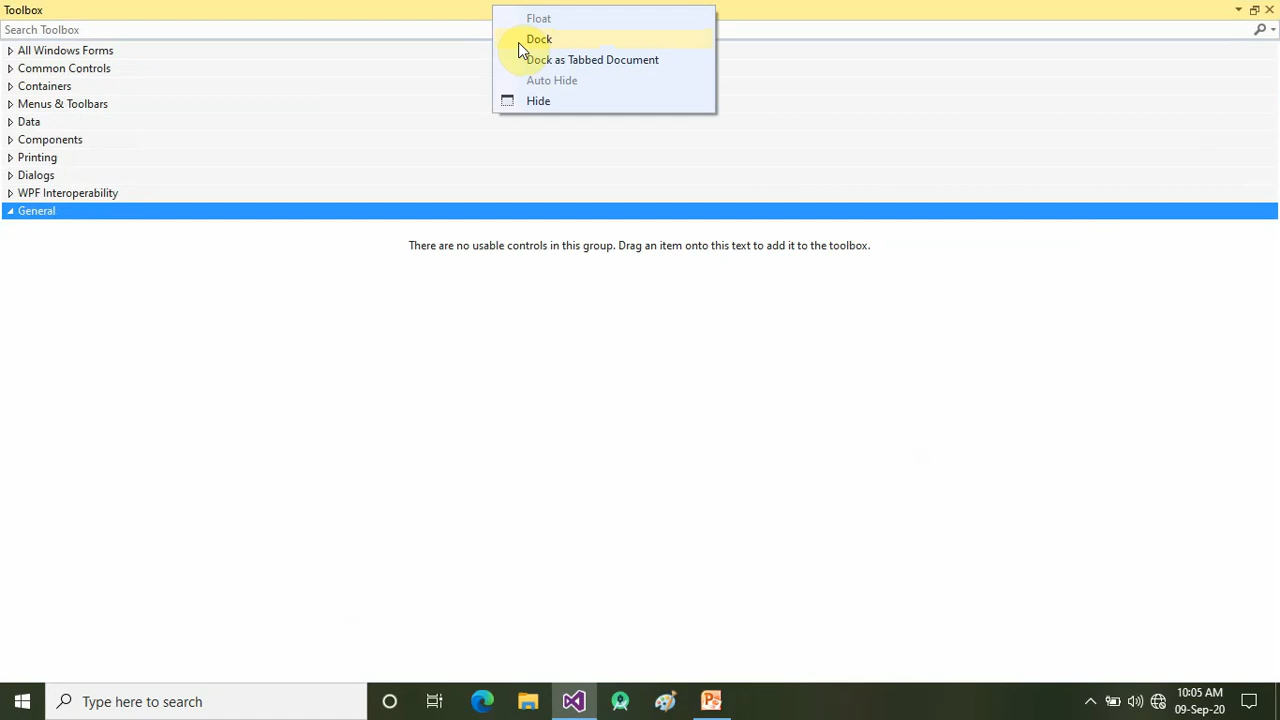 Toolbox
Search Toolbox
Float
Dock
Dock as Tabbed Document
Auto Hide
Hide
All Windows Forms
Common Controls
Containers
Menus & Toolbars
Data
Components
Printing
Dialogs
WPF Interoperability
General
There are no usable controls in this group. Drag an item onto this text to add it to the toolbox.
Type here to search
10:05 AM
09-Sep-20